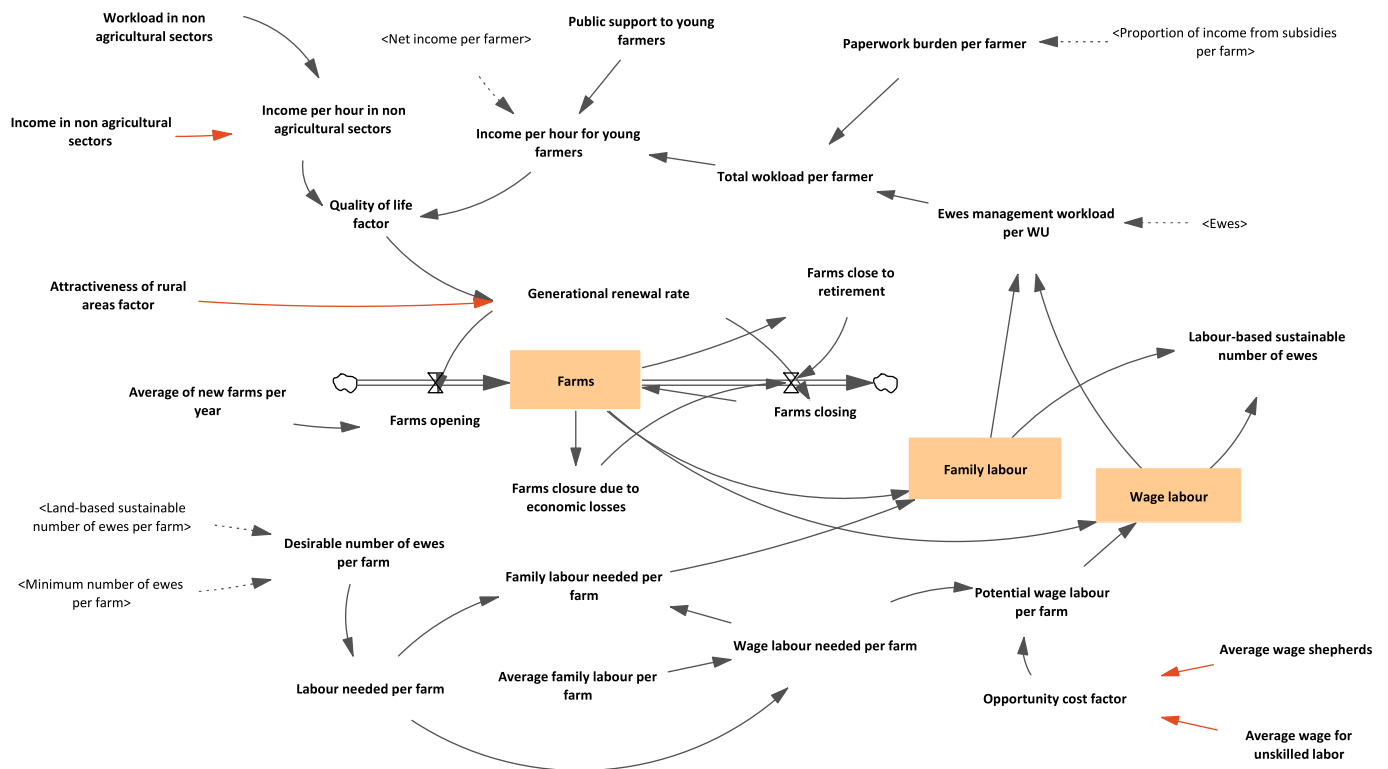 Workload in non
agricultural sectors
<Net income per farmer>
Public support to young
farmers
Paperwork burden per farmer
<Proportion of income from subsidies
per farm>
Income in non agricultural
sectors
Income per hour in non
agricultural sectors
Income per hour for young
farmers
Total wokload per farmer
Quality of life
factor
Ewes management workload
per WU
<Ewes>
Attractiveness of rural
areas factor
Generational renewal rate
Farms close to
retirement
Labour-based sustainable
number of ewes
Average of new farms per
year
Farms opening
Farms
Farms closing
Family labour
Wage labour
Farms closure due to
economic losses
<Land-based sustainable
number of ewes per farm>
Desirable number of ewes
per farm
<Minimum number of ewes
per farm>
Family labour needed per
farm
Potential wage labour
per farm
Wage labour needed per farm
Average wage shepherds
Labour needed per farm
Average family labour per
farm
Opportunity cost factor
Average wage for
unskilled labor